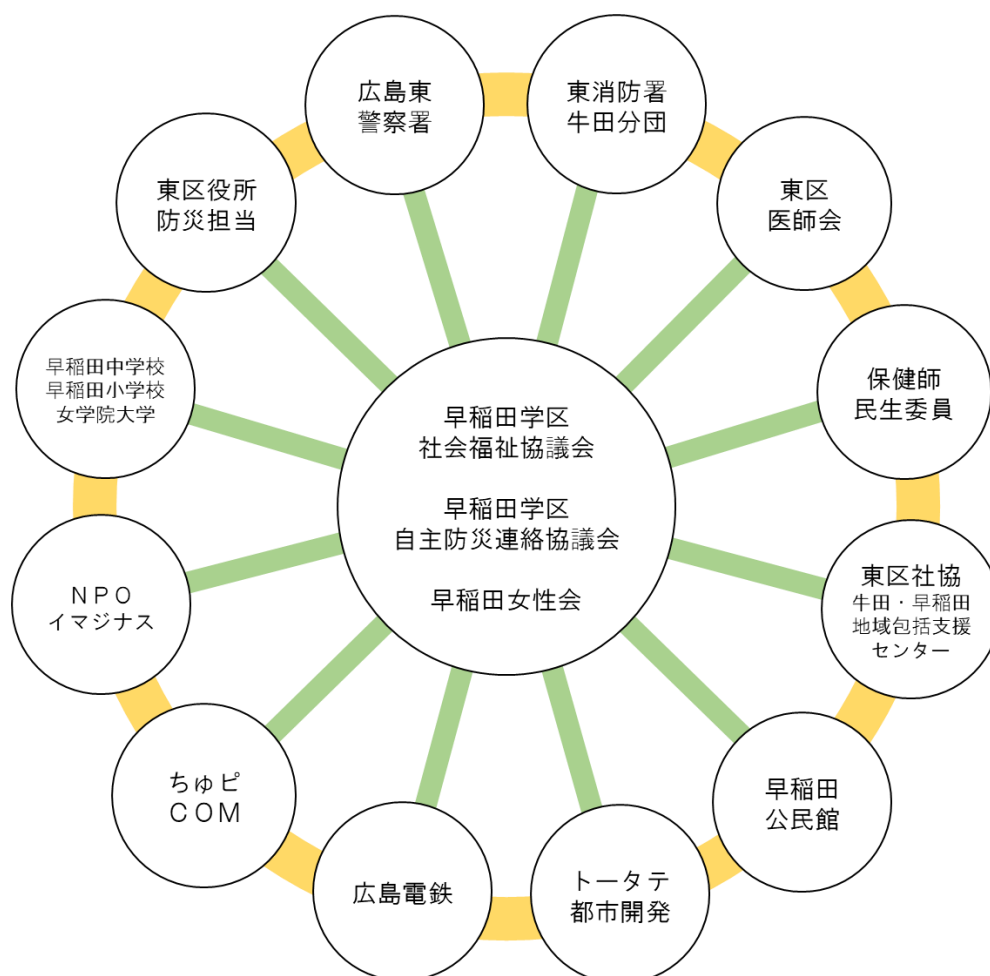 広島東
警察署
東消防署
牛田分団
東区役所
防災担当
東区
医師会
早稲田中学校
早稲田小学校
女学院大学
保健師
民生委員
早稲田学区
社会福祉協議会
早稲田学区
自主防災連絡協議会
早稲田女性会
ＮＰＯ
イマジナス
東区社協
牛田・早稲田
地域包括支援
センター
ちゅピ
ＣＯＭ
早稲田
公民館
広島電鉄
トータテ
都市開発